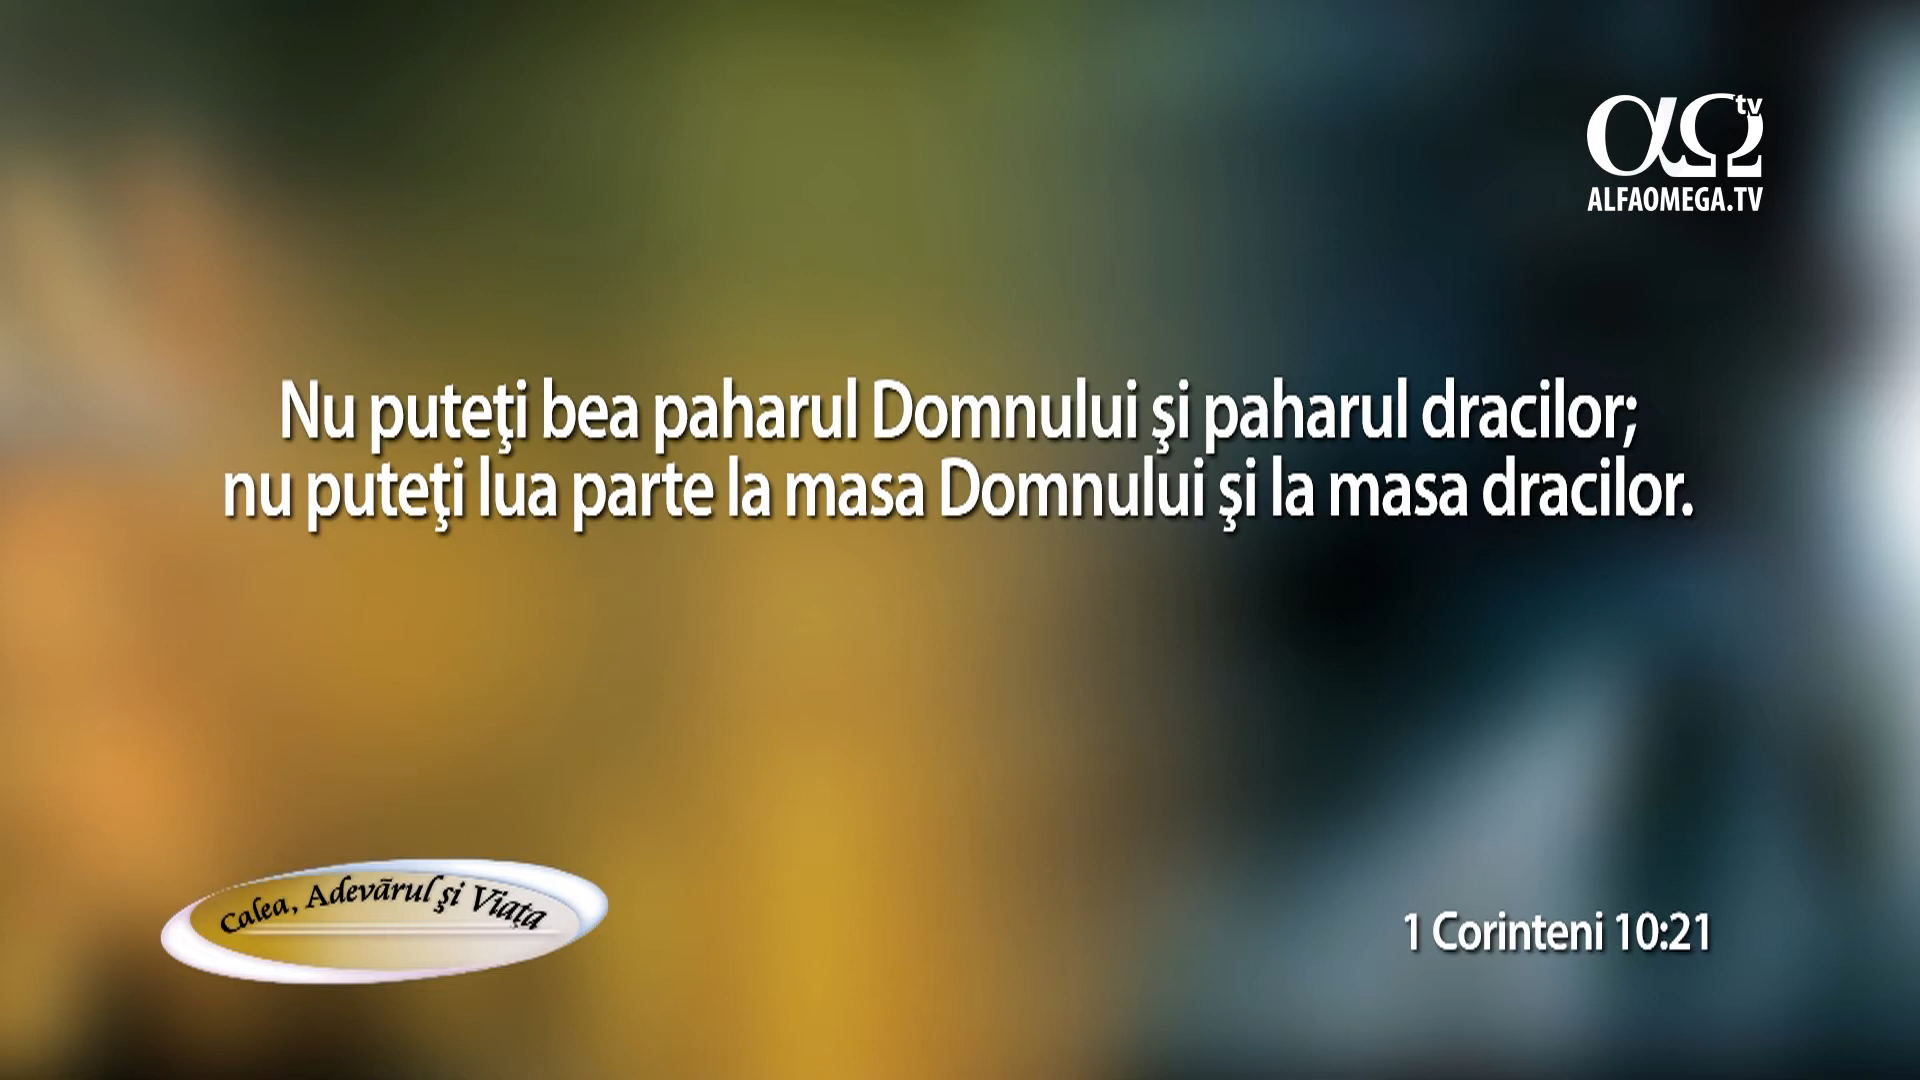 tv
ALFAOMEGA.TV
Nu puteţi bea paharul Domnului şi paharul dracilor;
nu puteţi lua parte la masa Domnului şi la masa dracilor.
Calea, Adevărul şi Viaţa
1 Corinteni 10:21